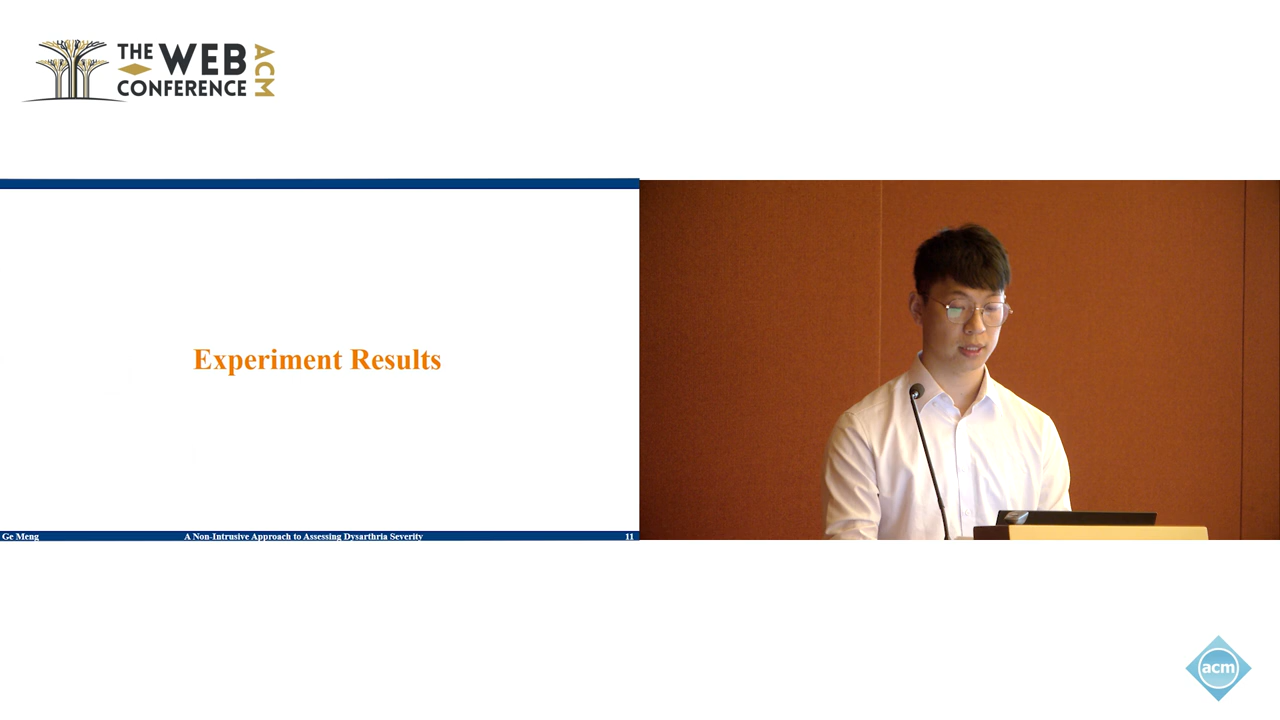 THE WEB
CONFERENCE
ACM
Experiment Results
Ge Meng
A Non-Intrusive Approach to Assessing Dysarthria Severity
11
acm